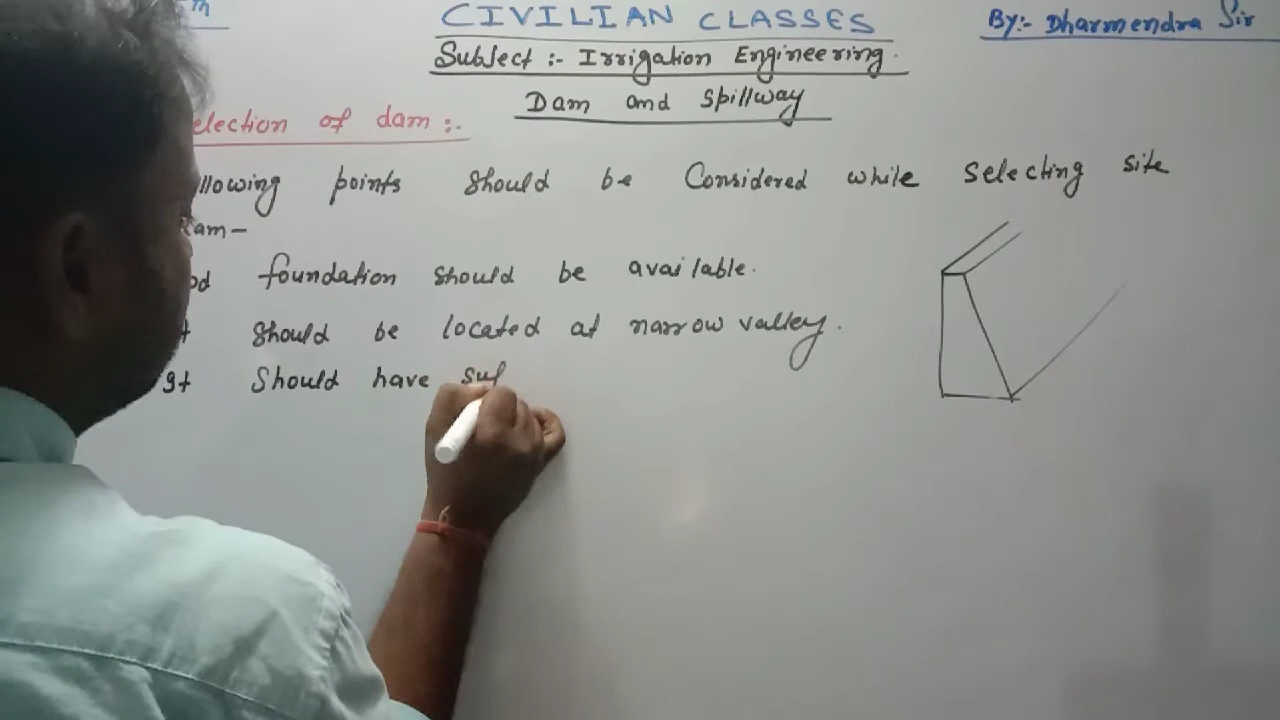 CIVILIAN CLASSES
By:- Dharmendra Sir
Subject :- Irrigation Engineering.
Dam and Spillway
election of dam :-
llowing points should be Considered while selecting site
am-
od foundation should be available.
t should be located at narrow valley.
It should have suf